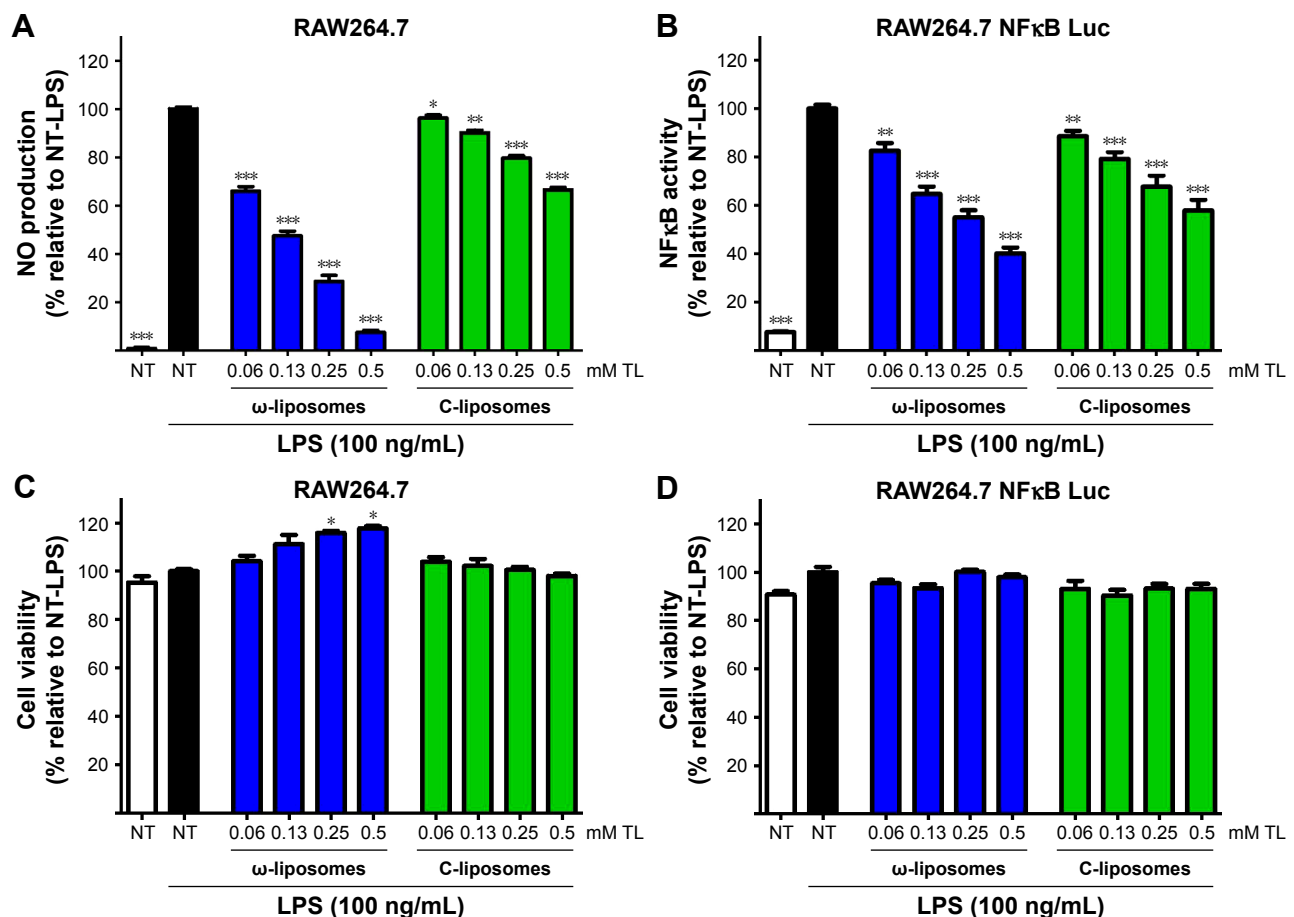 A
RAW264.7
NO production
(% relative to NT-LPS)
120
100
80
60
40
20
***
***
***
***
***
*
**
***
***
NT
NT
0.06 0.13 0.25 0.5
0.06 0.13 0.25 0.5
mM TL
ω-liposomes
C-liposomes
LPS (100 ng/mL)
B
RAW264.7 NFκB Luc
NFκB activity
(% relative to NT-LPS)
120
100
80
60
40
20
***
**
***
***
***
**
***
***
***
NT
NT
0.06 0.13 0.25 0.5
0.06 0.13 0.25 0.5
mM TL
ω-liposomes
C-liposomes
LPS (100 ng/mL)
C
RAW264.7
Cell viability
(% relative to NT-LPS)
120
100
80
60
40
20
*
*
NT
NT
0.06 0.13 0.25 0.5
0.06 0.13 0.25 0.5
mM TL
ω-liposomes
C-liposomes
LPS (100 ng/mL)
D
RAW264.7 NFκB Luc
Cell viability
(% relative to NT-LPS)
120
100
80
60
40
20
NT
NT
0.06 0.13 0.25 0.5
0.06 0.13 0.25 0.5
mM TL
ω-liposomes
C-liposomes
LPS (100 ng/mL)